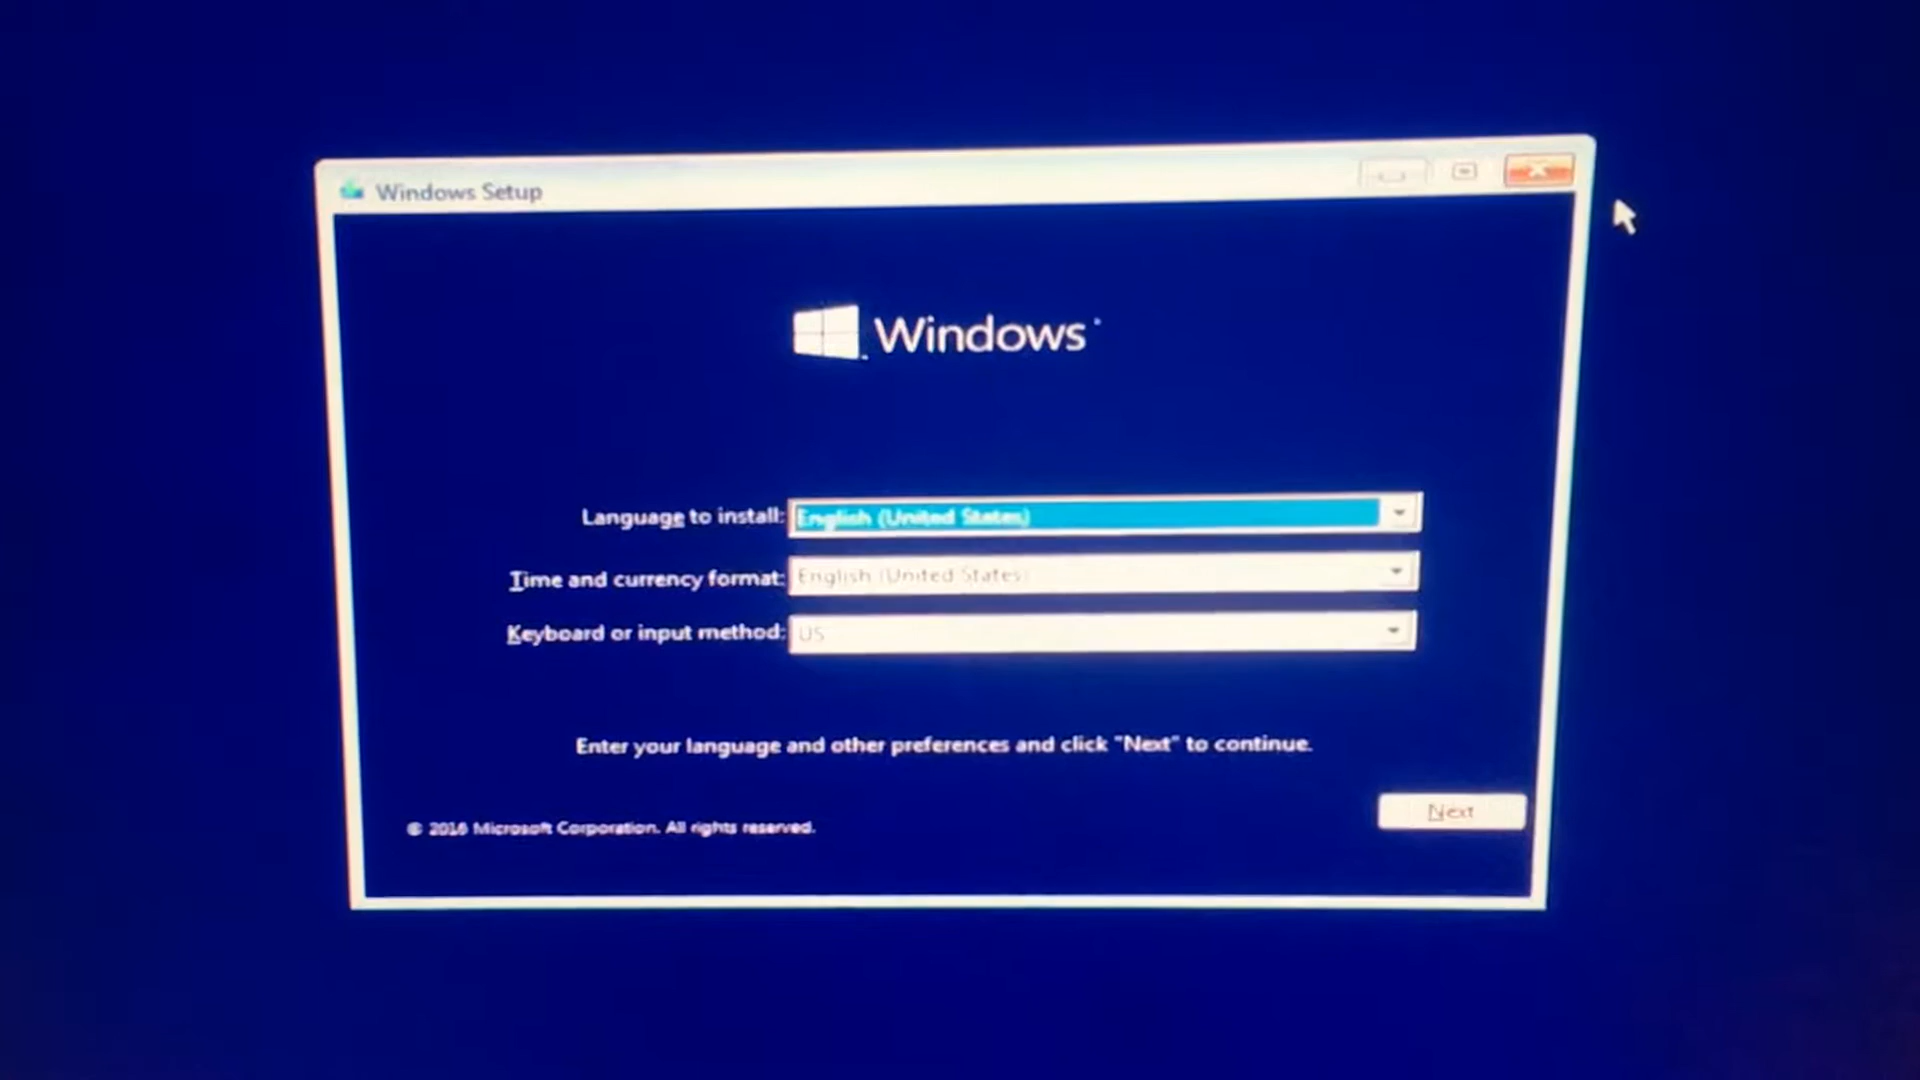 Windows Setup
Windows
Language to install: English (United States)
Time and currency format: English (United States)
Keyboard or input method: US
Enter your language and other preferences and click "Next" to continue.
© 2016 Microsoft Corporation. All rights reserved.
Next